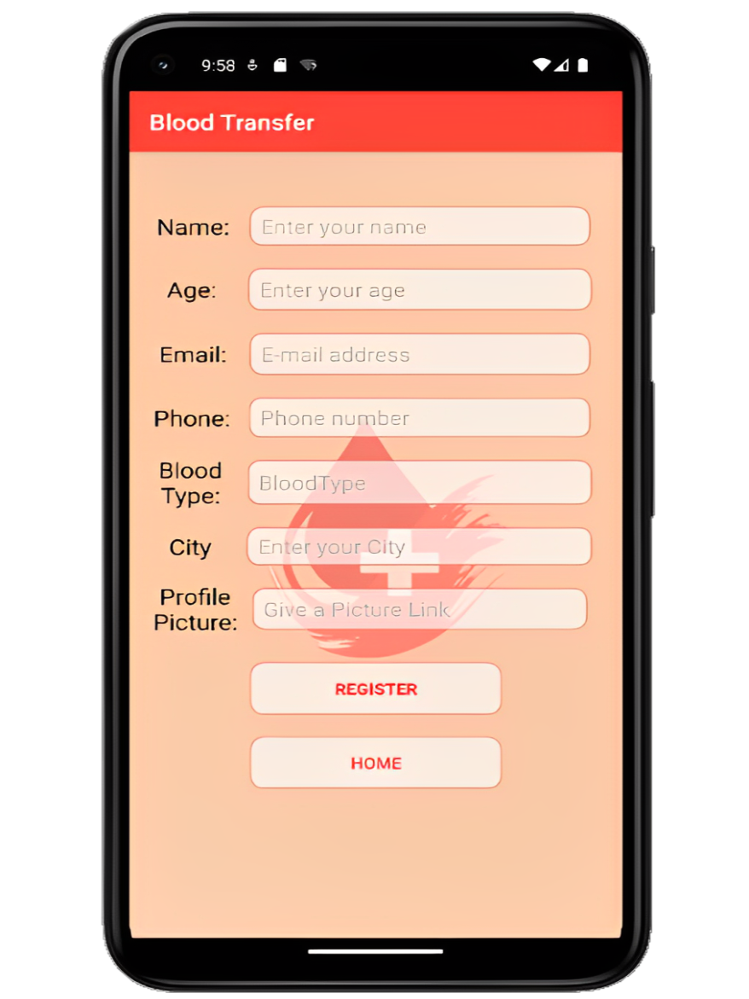 9:58
Blood Transfer
Name: Enter your name
Age: Enter your age
Email: E-mail address
Phone: Phone number
Blood
Type: BloodType
City Enter your City
Profile
Picture: Give a Picture Link
REGISTER
HOME